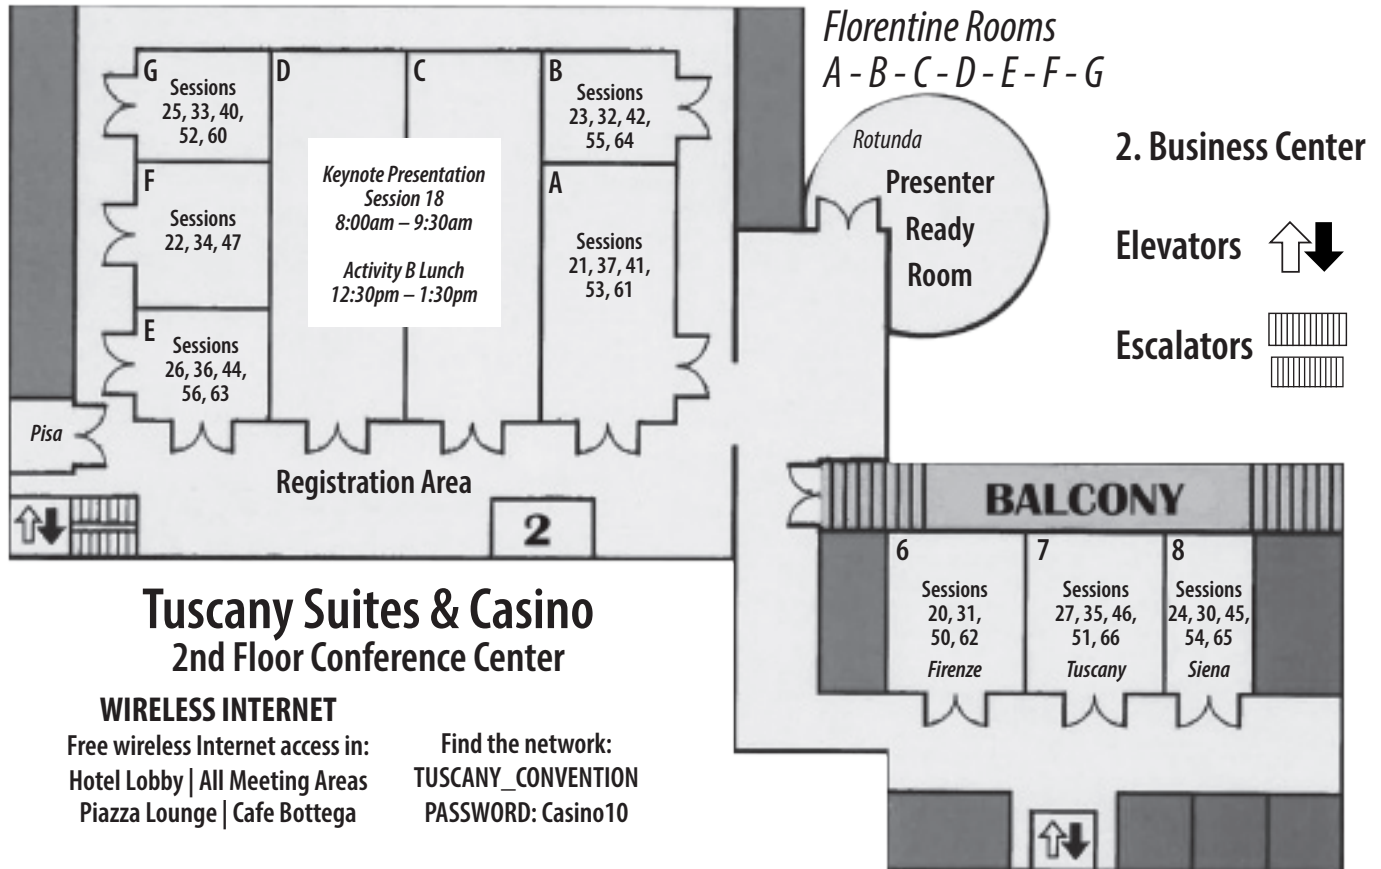 Florentine Rooms
A - B - C - D - E - F - G
G
Sessions
25, 33, 40,
52, 60
D
C
B
Sessions
23, 32, 42,
55, 64
Rotunda
Presenter
Ready
Room
2. Business Center
Elevators
Escalators
Keynote Presentation
Session 18
8:00am – 9:30am
Activity B Lunch
12:30pm – 1:30pm
F
Sessions
22, 34, 47
A
Sessions
21, 37, 41,
53, 61
E
Sessions
26, 36, 44,
56, 63
Pisa
Registration Area
2
BALCONY
6
Sessions
20, 31,
50, 62
Firenze
7
Sessions
27, 35, 46,
51, 66
Tuscany
8
Sessions
24, 30, 45,
54, 65
Siena
Tuscany Suites & Casino
2nd Floor Conference Center
WIRELESS INTERNET
Free wireless Internet access in:
Hotel Lobby | All Meeting Areas
Piazza Lounge | Cafe Bottega
Find the network:
TUSCANY_CONVENTION
PASSWORD: Casino10